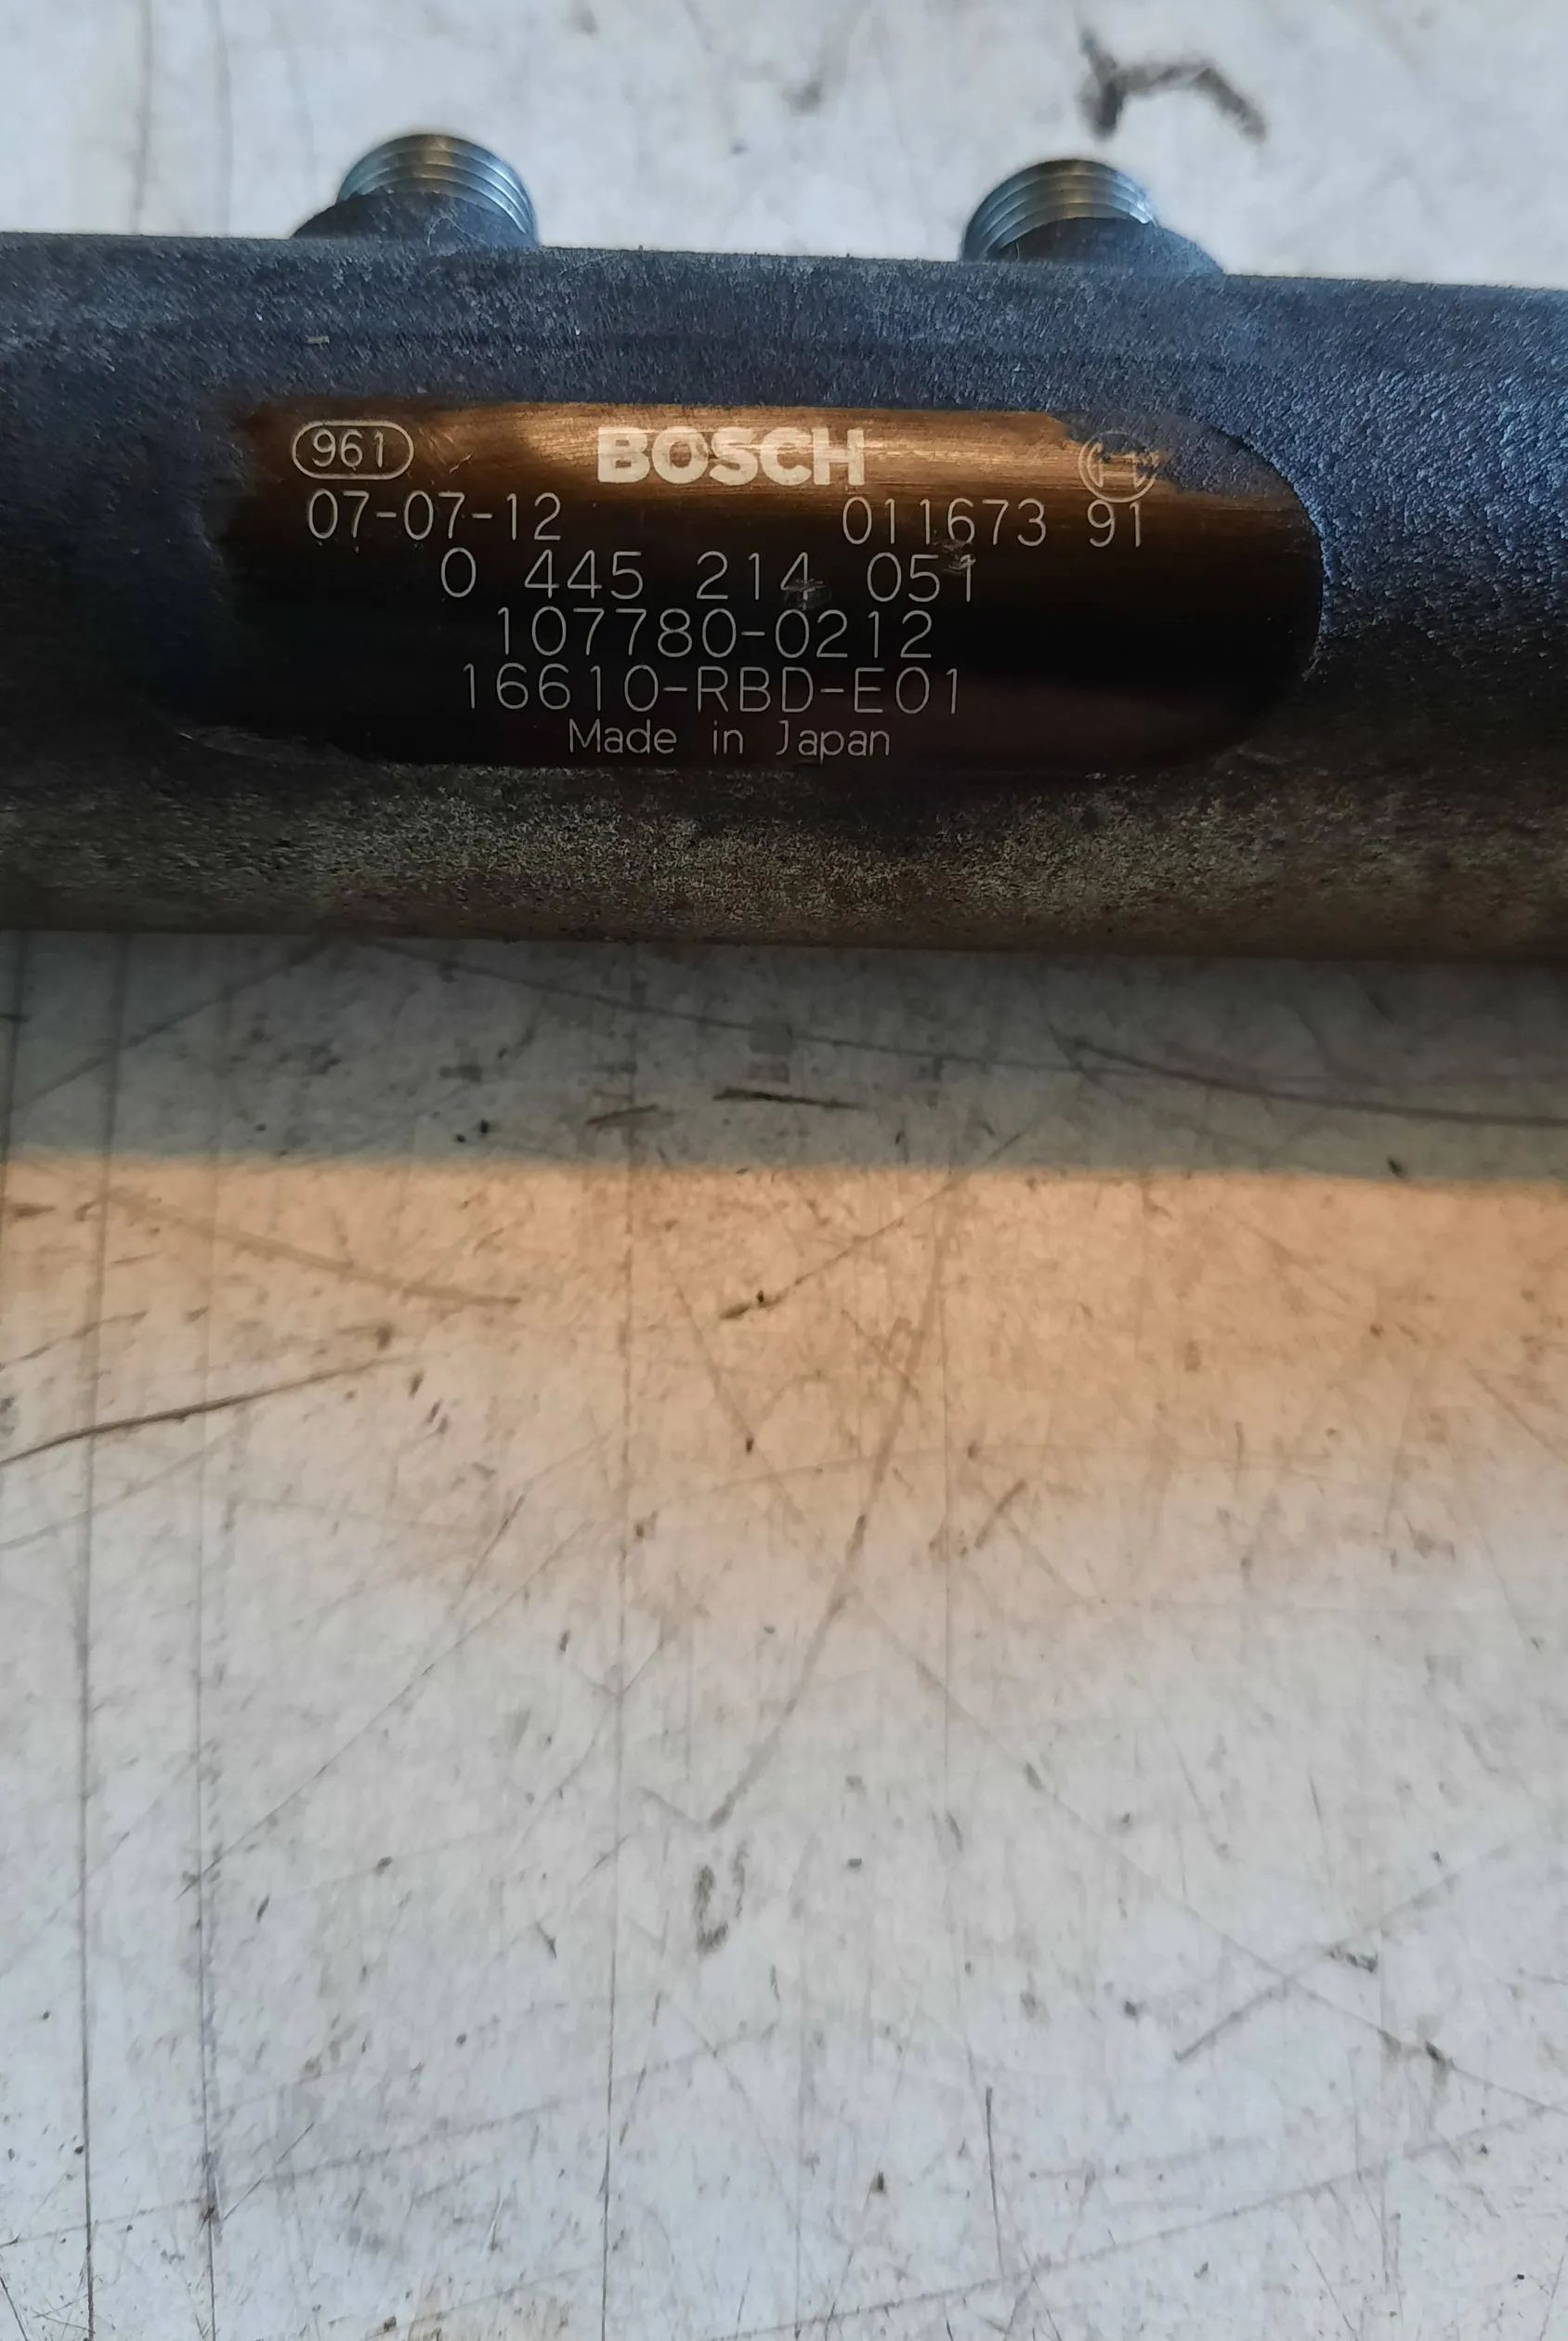 961 BOSCH
07-07-12 011673 91
0 445 214 051
107780-0212
16610-RBD-E01
Made in Japan